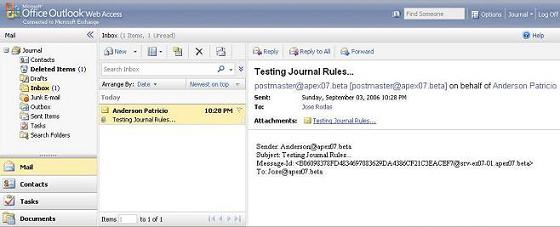 Microsoft
Office Outlook Web Access
Connected to Microsoft Exchange
Find Someone
Options
Journal
Log Off
Mail
Inbox (1 Item, 1 Unread)
Help
Journal
Contacts
Deleted Items (1)
Drafts
Inbox (1)
Junk E-mail
Outbox
Sent Items
Tasks
Search Folders
Mail
Contacts
Tasks
Documents
New
Search Inbox
Arrange By: Date
Newest on top
Today
Anderson Patricio 10:28 PM
Testing Journal Rules...
Items 1 to 1 of 1
Reply
Reply to All
Forward
Testing Journal Rules...
postmaster@apex07.beta [postmaster@apex07.beta] on behalf of Anderson Patricio
Sent: Sunday, September 03, 2006 10:28 PM
To: Jose Rodas
Attachments: Testing Journal Rules...
Sender: Anderson@apex07.beta
Subject: Testing Journal Rules...
Message-Id: <B06098378FD4834697083629DA4386CF21C3EACEF7@srv-ex07-01.apex07.beta>
To: Jose@apex07.beta